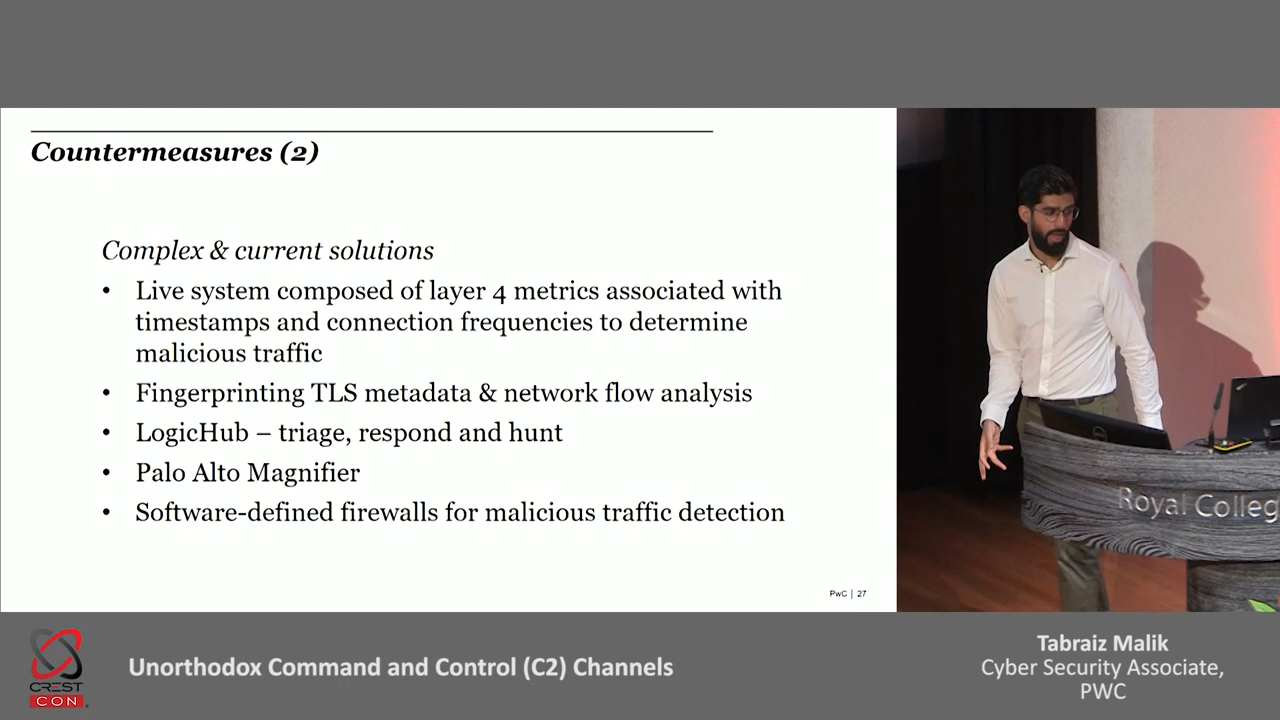 Countermeasures (2)
Complex & current solutions
• Live system composed of layer 4 metrics associated with
timestamps and connection frequencies to determine
malicious traffic
• Fingerprinting TLS metadata & network flow analysis
• LogicHub – triage, respond and hunt
• Palo Alto Magnifier
• Software-defined firewalls for malicious traffic detection
PwC | 27
Royal Colleg
CREST
CON
Unorthodox Command and Control (C2) Channels
Tabraiz Malik
Cyber Security Associate,
PWC